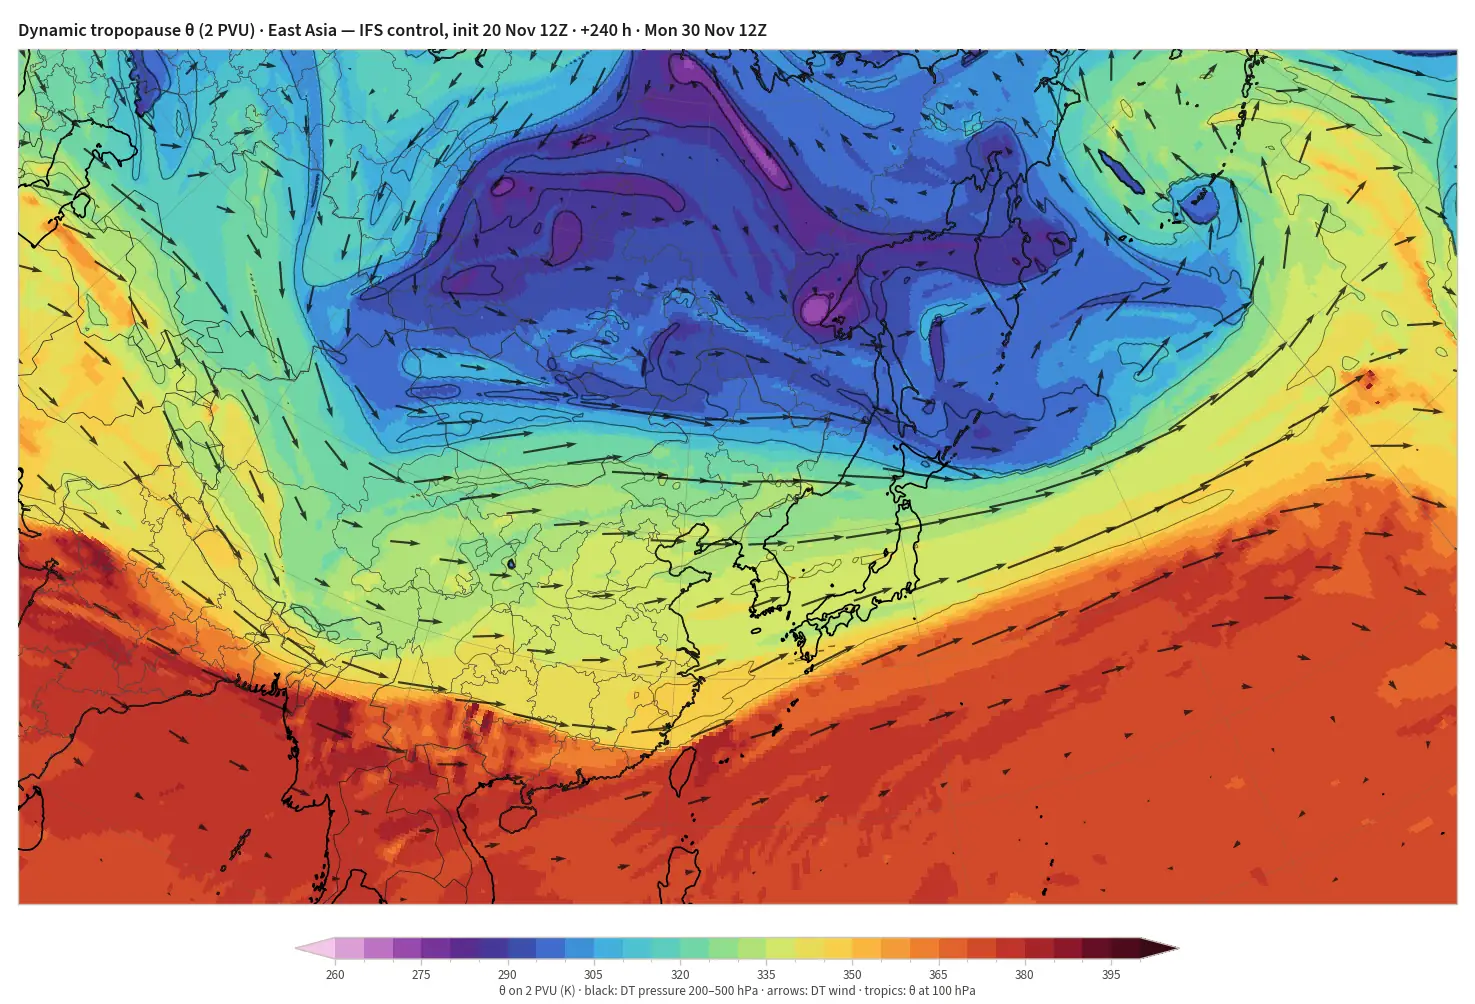 Dynamic tropopause θ (2 PVU) · East Asia — IFS control, init 20 Nov 12Z · +240 h · Mon 30 Nov 12Z
260 275 290 305 320 335 350 365 380 395
θ on 2 PVU (K) · black: DT pressure 200–500 hPa · arrows: DT wind · tropics: θ at 100 hPa